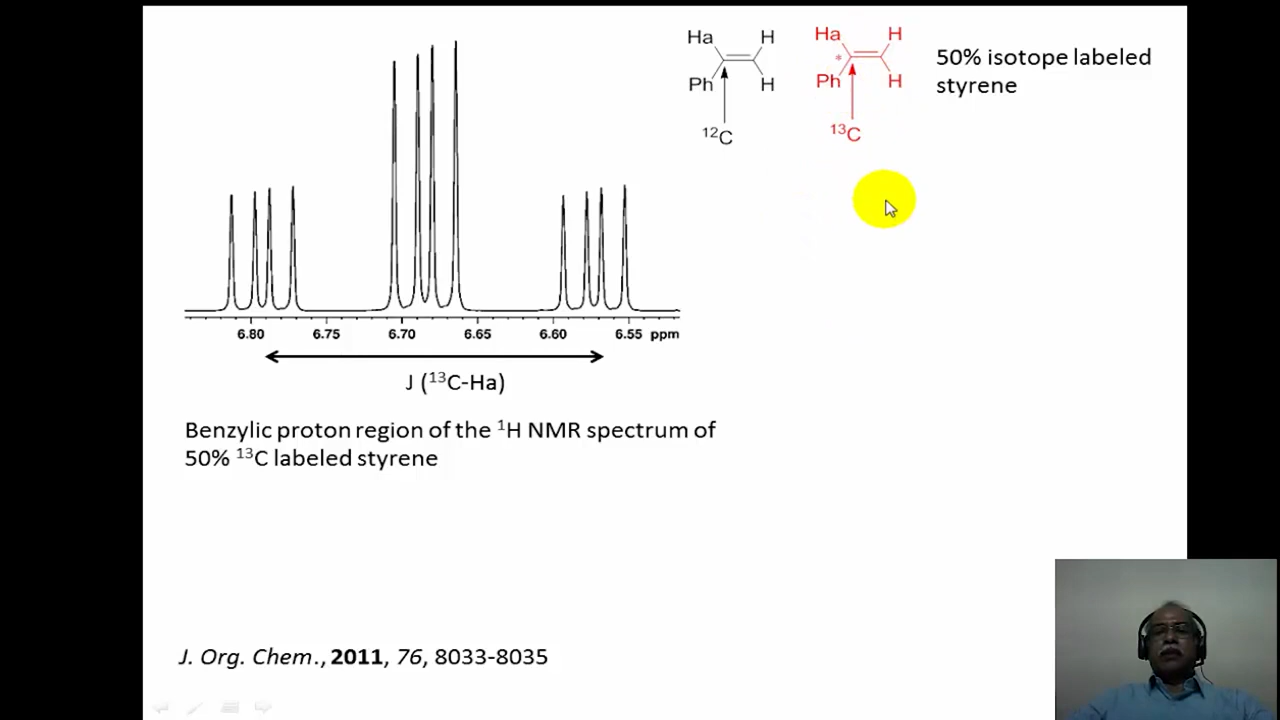 Ha H Ha H
50% isotope labeled
styrene
*
Ph H Ph H
¹²C ¹³C
6.80 6.75 6.70 6.65 6.60 6.55 ppm
J (¹³C-Ha)
Benzylic proton region of the ¹H NMR spectrum of
50% ¹³C labeled styrene
J. Org. Chem., 2011, 76, 8033-8035